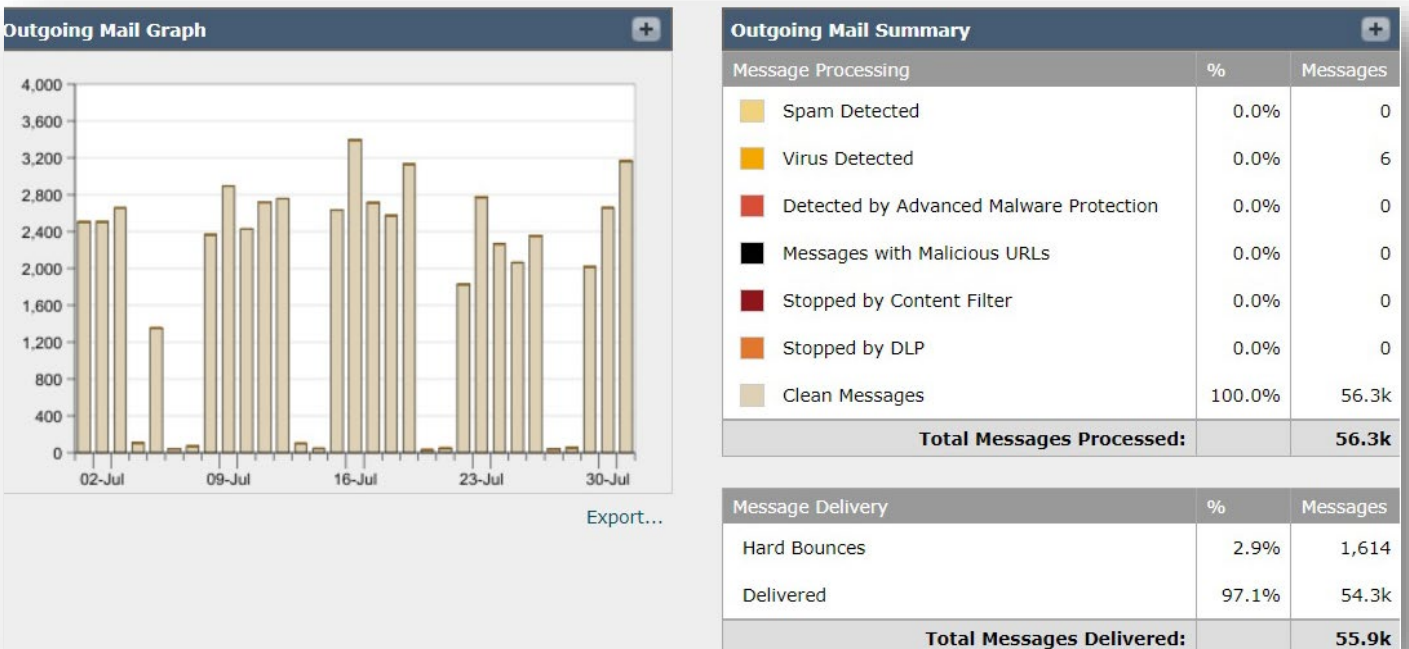 Outgoing Mail Graph
4,000
3,600
3,200
2,800
2,400
2,000
1,600
1,200
800
400
0
02-Jul 09-Jul 16-Jul 23-Jul 30-Jul
Export...
Outgoing Mail Summary
Message Processing % Messages
Spam Detected 0.0% 0
Virus Detected 0.0% 6
Detected by Advanced Malware Protection 0.0% 0
Messages with Malicious URLs 0.0% 0
Stopped by Content Filter 0.0% 0
Stopped by DLP 0.0% 0
Clean Messages 100.0% 56.3k
Total Messages Processed: 56.3k
Message Delivery % Messages
Hard Bounces 2.9% 1,614
Delivered 97.1% 54.3k
Total Messages Delivered: 55.9k